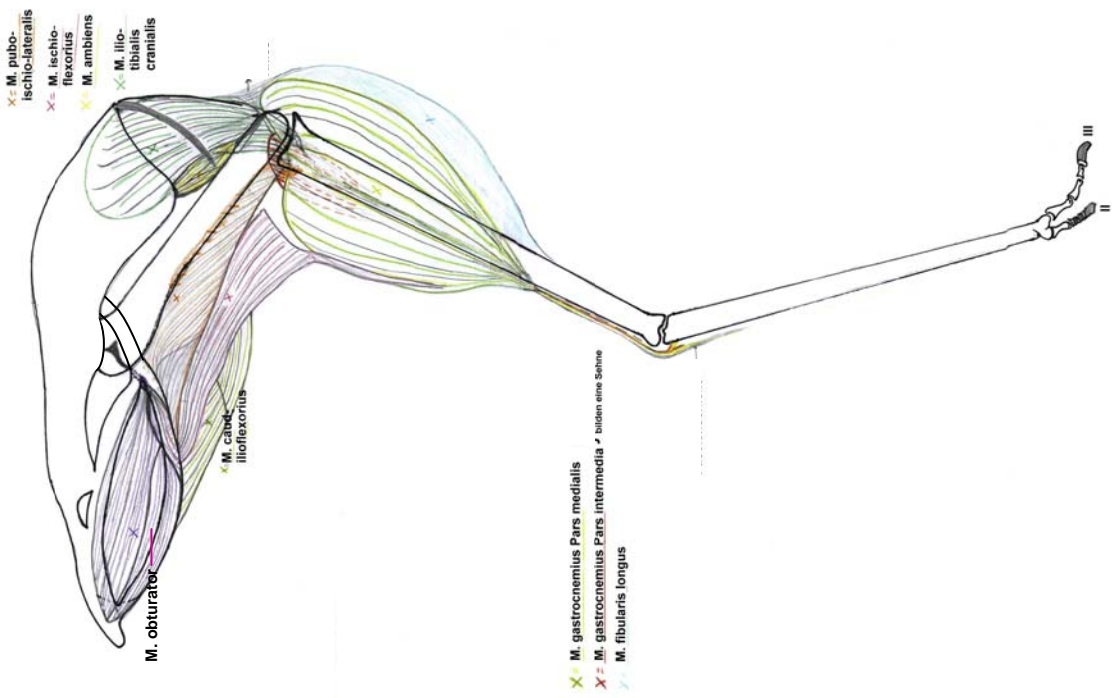 X= M. pubo-
ischio-lateralis
X= M. ischio-
flexorius
X= M. ambiens
X= M. ilio-
tibialis
cranialis
X= M. caud-
ilioflexorius
M. obturator
X= M. gastrocnemius Pars medialis
X= M. gastrocnemius Pars intermedia bilden eine Sehne
X= M. fibularis longus
III
II